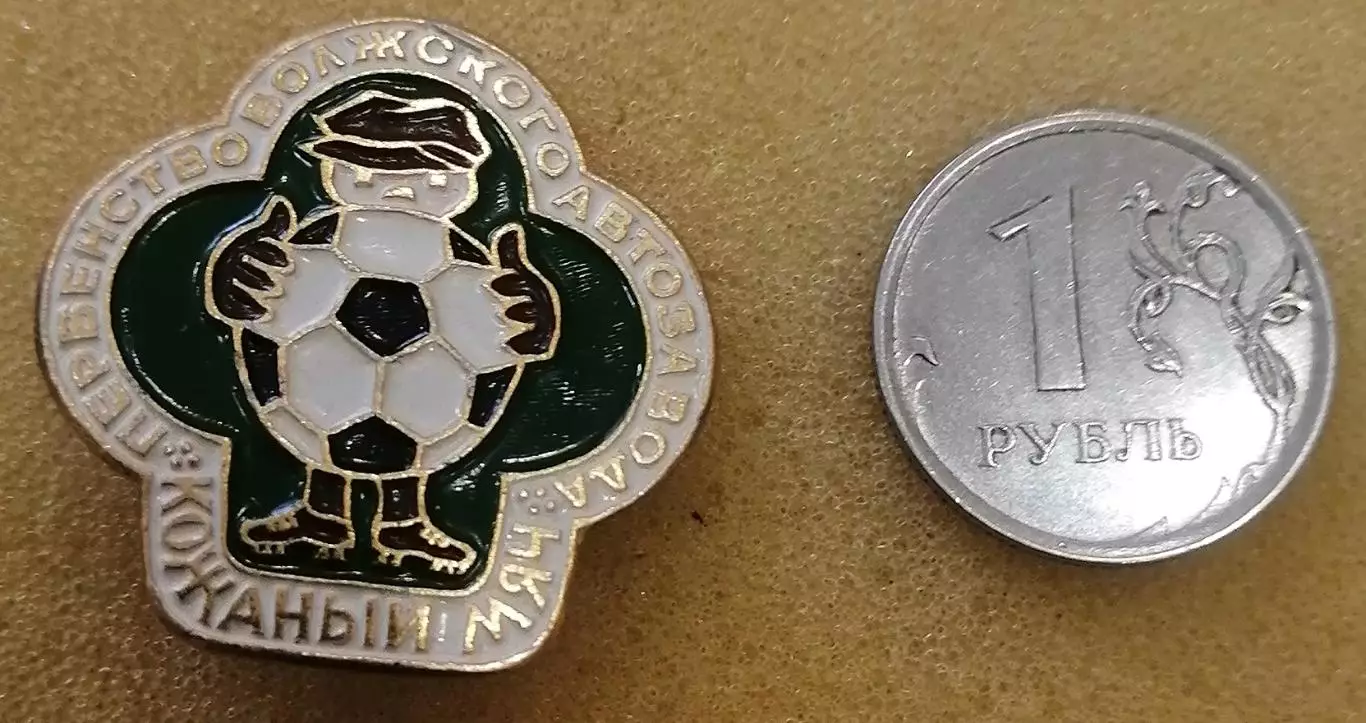 ПЕРВЕНСТВО ВОЛЖСКОГО АВТОЗАВОДА
КОЖАНЫЙ МЯЧ
1
РУБЛЬ